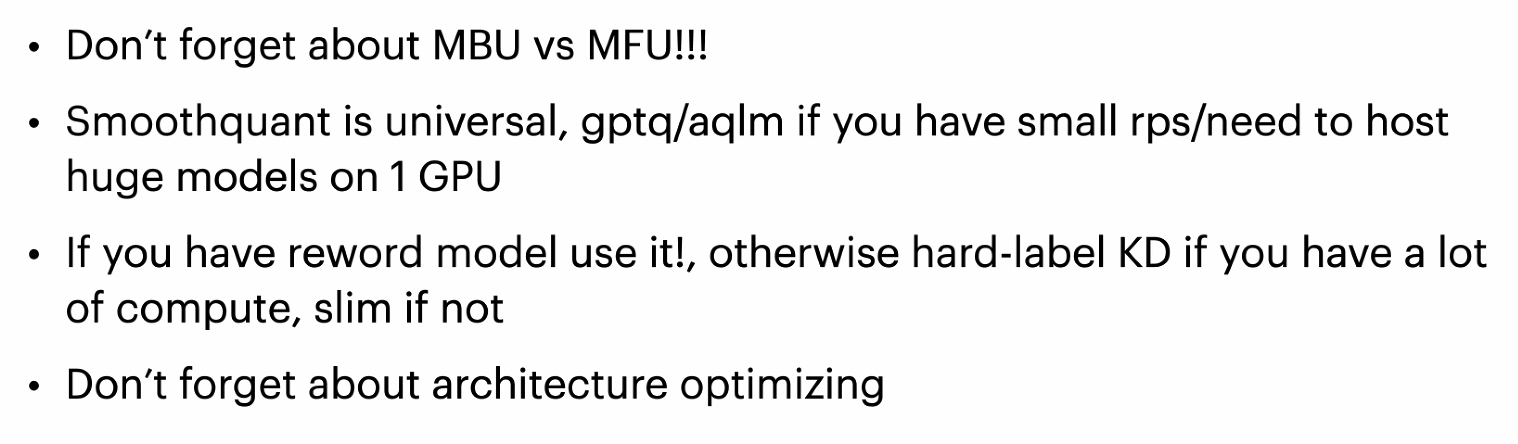 • Don’t forget about MBU vs MFU!!!
• Smoothquant is universal, gptq/aqlm if you have small rps/need to host
huge models on 1 GPU
• If you have reword model use it!, otherwise hard-label KD if you have a lot
of compute, slim if not
• Don’t forget about architecture optimizing